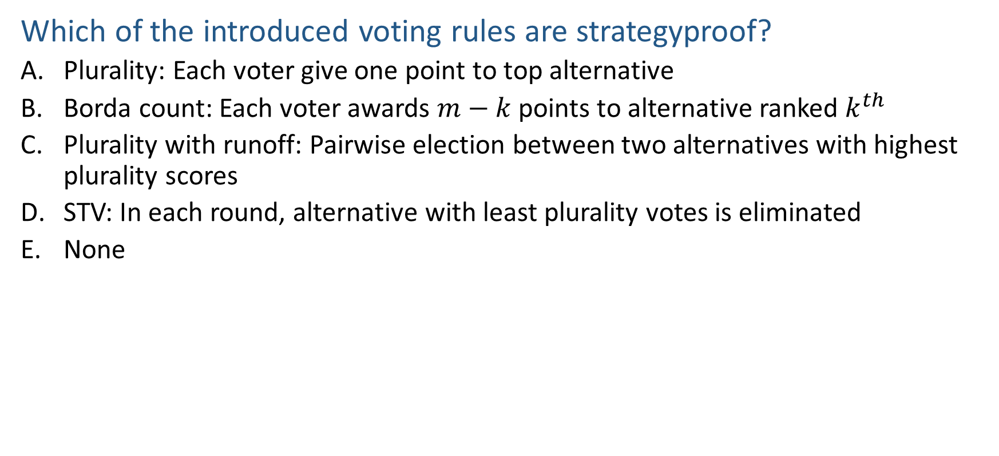 Which of the introduced voting rules are strategyproof?
A. Plurality: Each voter give one point to top alternative
B. Borda count: Each voter awards m − k points to alternative ranked k^th
C. Plurality with runoff: Pairwise election between two alternatives with highest
plurality scores
D. STV: In each round, alternative with least plurality votes is eliminated
E. None